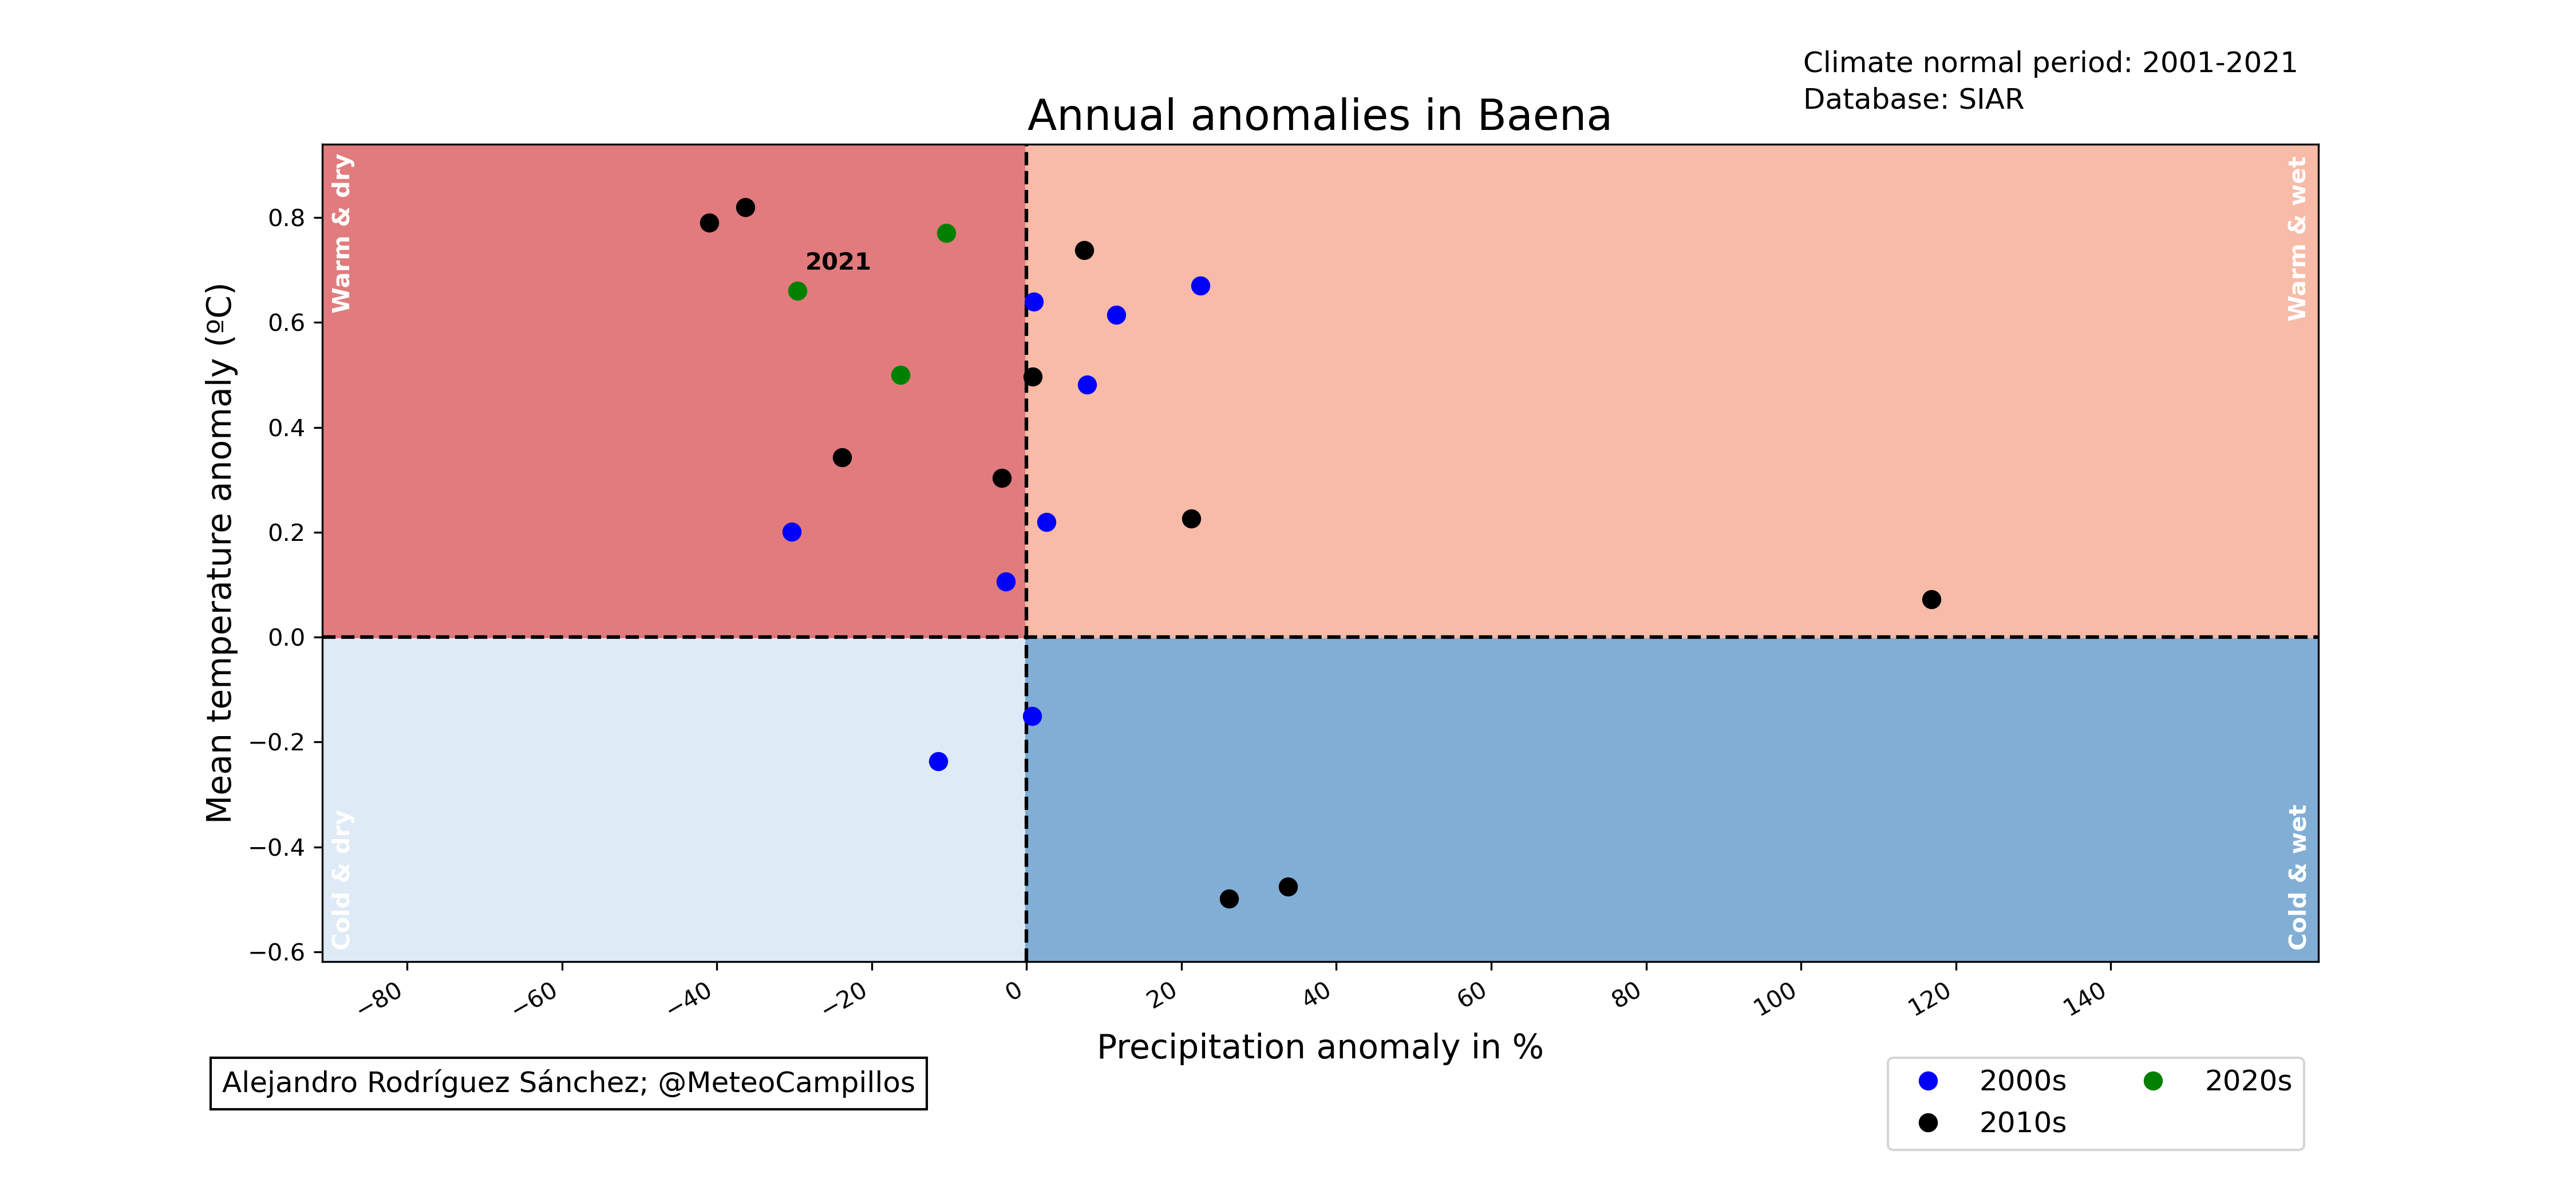 Climate normal period: 2001-2021
Database: SIAR
Annual anomalies in Baena
Warm & dry
Warm & wet
2021
Cold & dry
Cold & wet
Mean temperature anomaly (ºC)
0.8
0.6
0.4
0.2
0.0
−0.2
−0.4
−0.6
−80
−60
−40
−20
0
20
40
60
80
100
120
140
Precipitation anomaly in %
Alejandro Rodríguez Sánchez; @MeteoCampillos
2000s
2010s
2020s